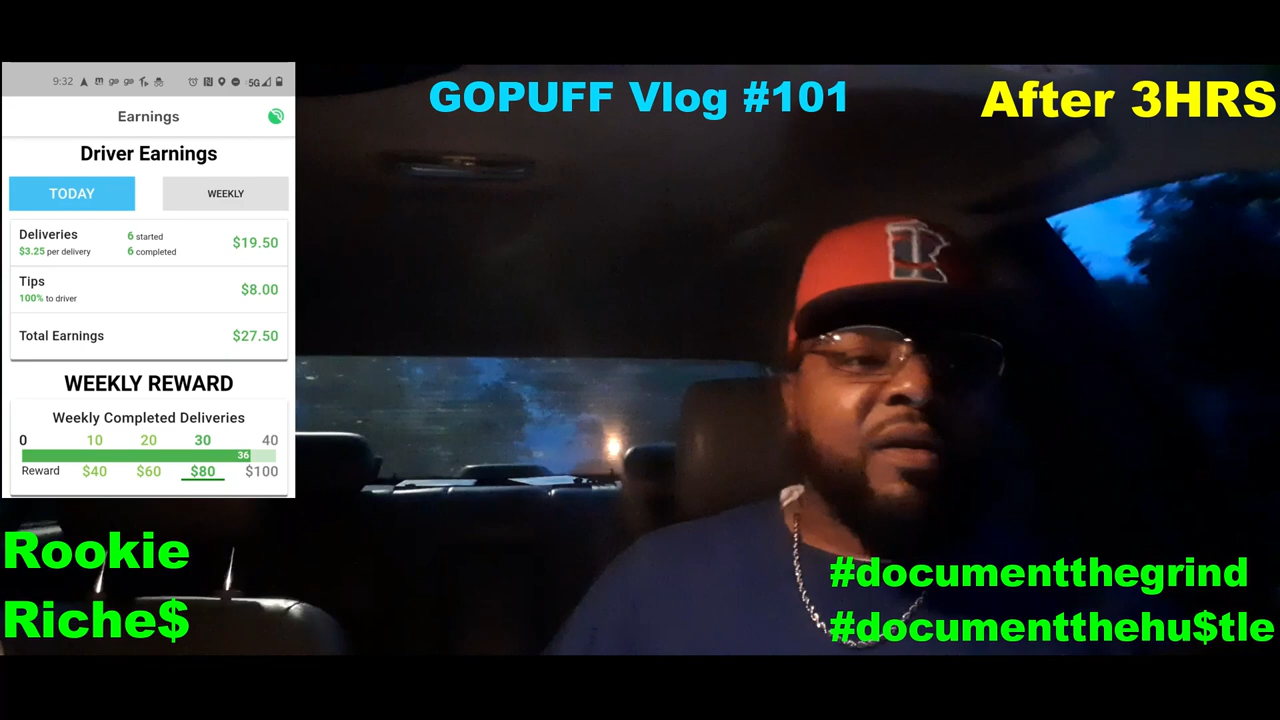 GOPUFF Vlog #101
After 3HRS
9:32
5G
Earnings
Driver Earnings
TODAY
WEEKLY
Deliveries
6 started
$19.50
$3.25 per delivery
6 completed
Tips
$8.00
100% to driver
Total Earnings
$27.50
WEEKLY REWARD
Weekly Completed Deliveries
0 10 20 30 40
36
Reward $40 $60 $80 $100
Rookie
Riche$
#documentthegrind
#documentthehu$tle
R